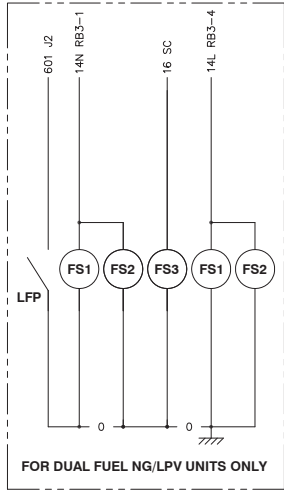 601 J2
14N RB3-1
16 SC
14L RB3-4
LFP
FS1
FS2
FS3
FS1
FS2
0
0
FOR DUAL FUEL NG/LPV UNITS ONLY